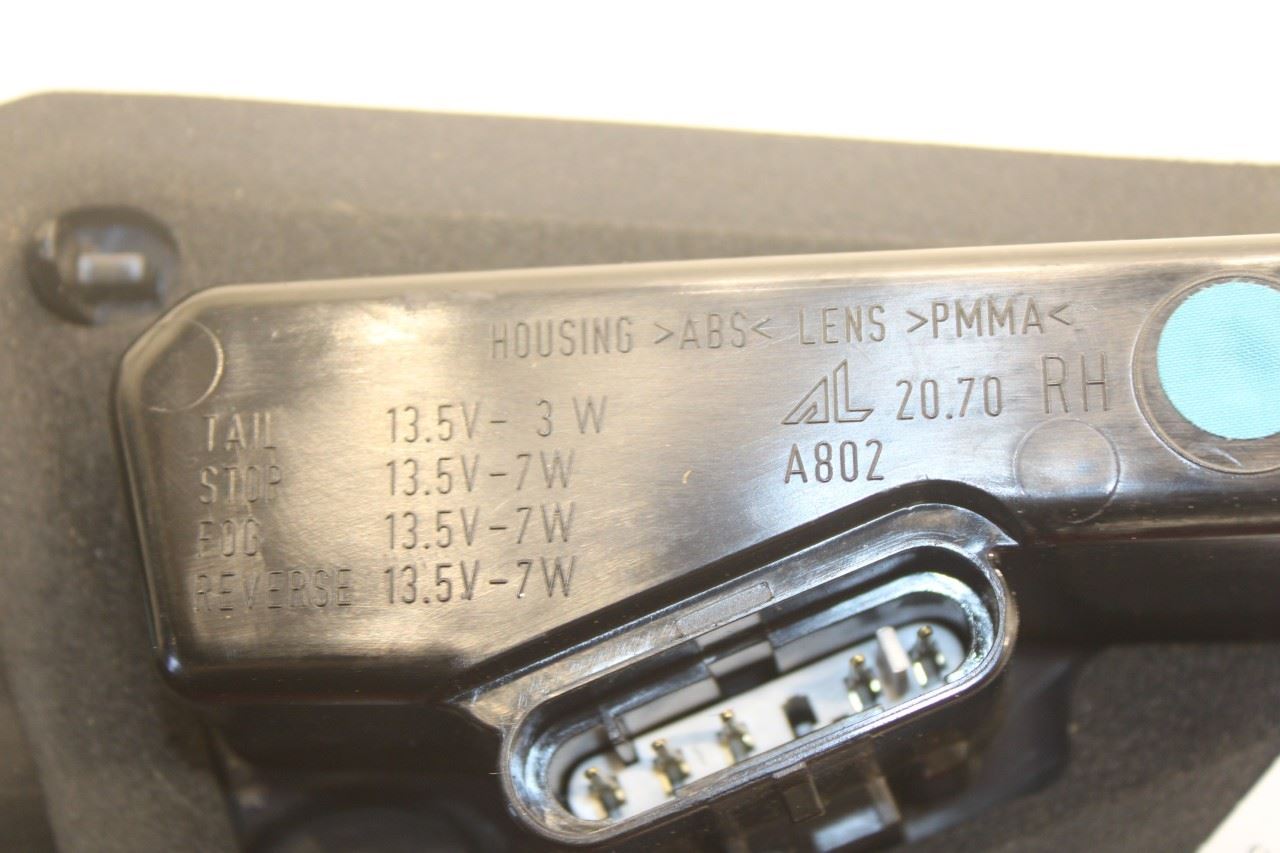 HOUSING >ABS< LENS >PMMA<
AL 20.70 RH
A802
TAIL 13.5V- 3 W
STOP 13.5V-7W
FOG 13.5V-7W
REVERSE 13.5V-7W